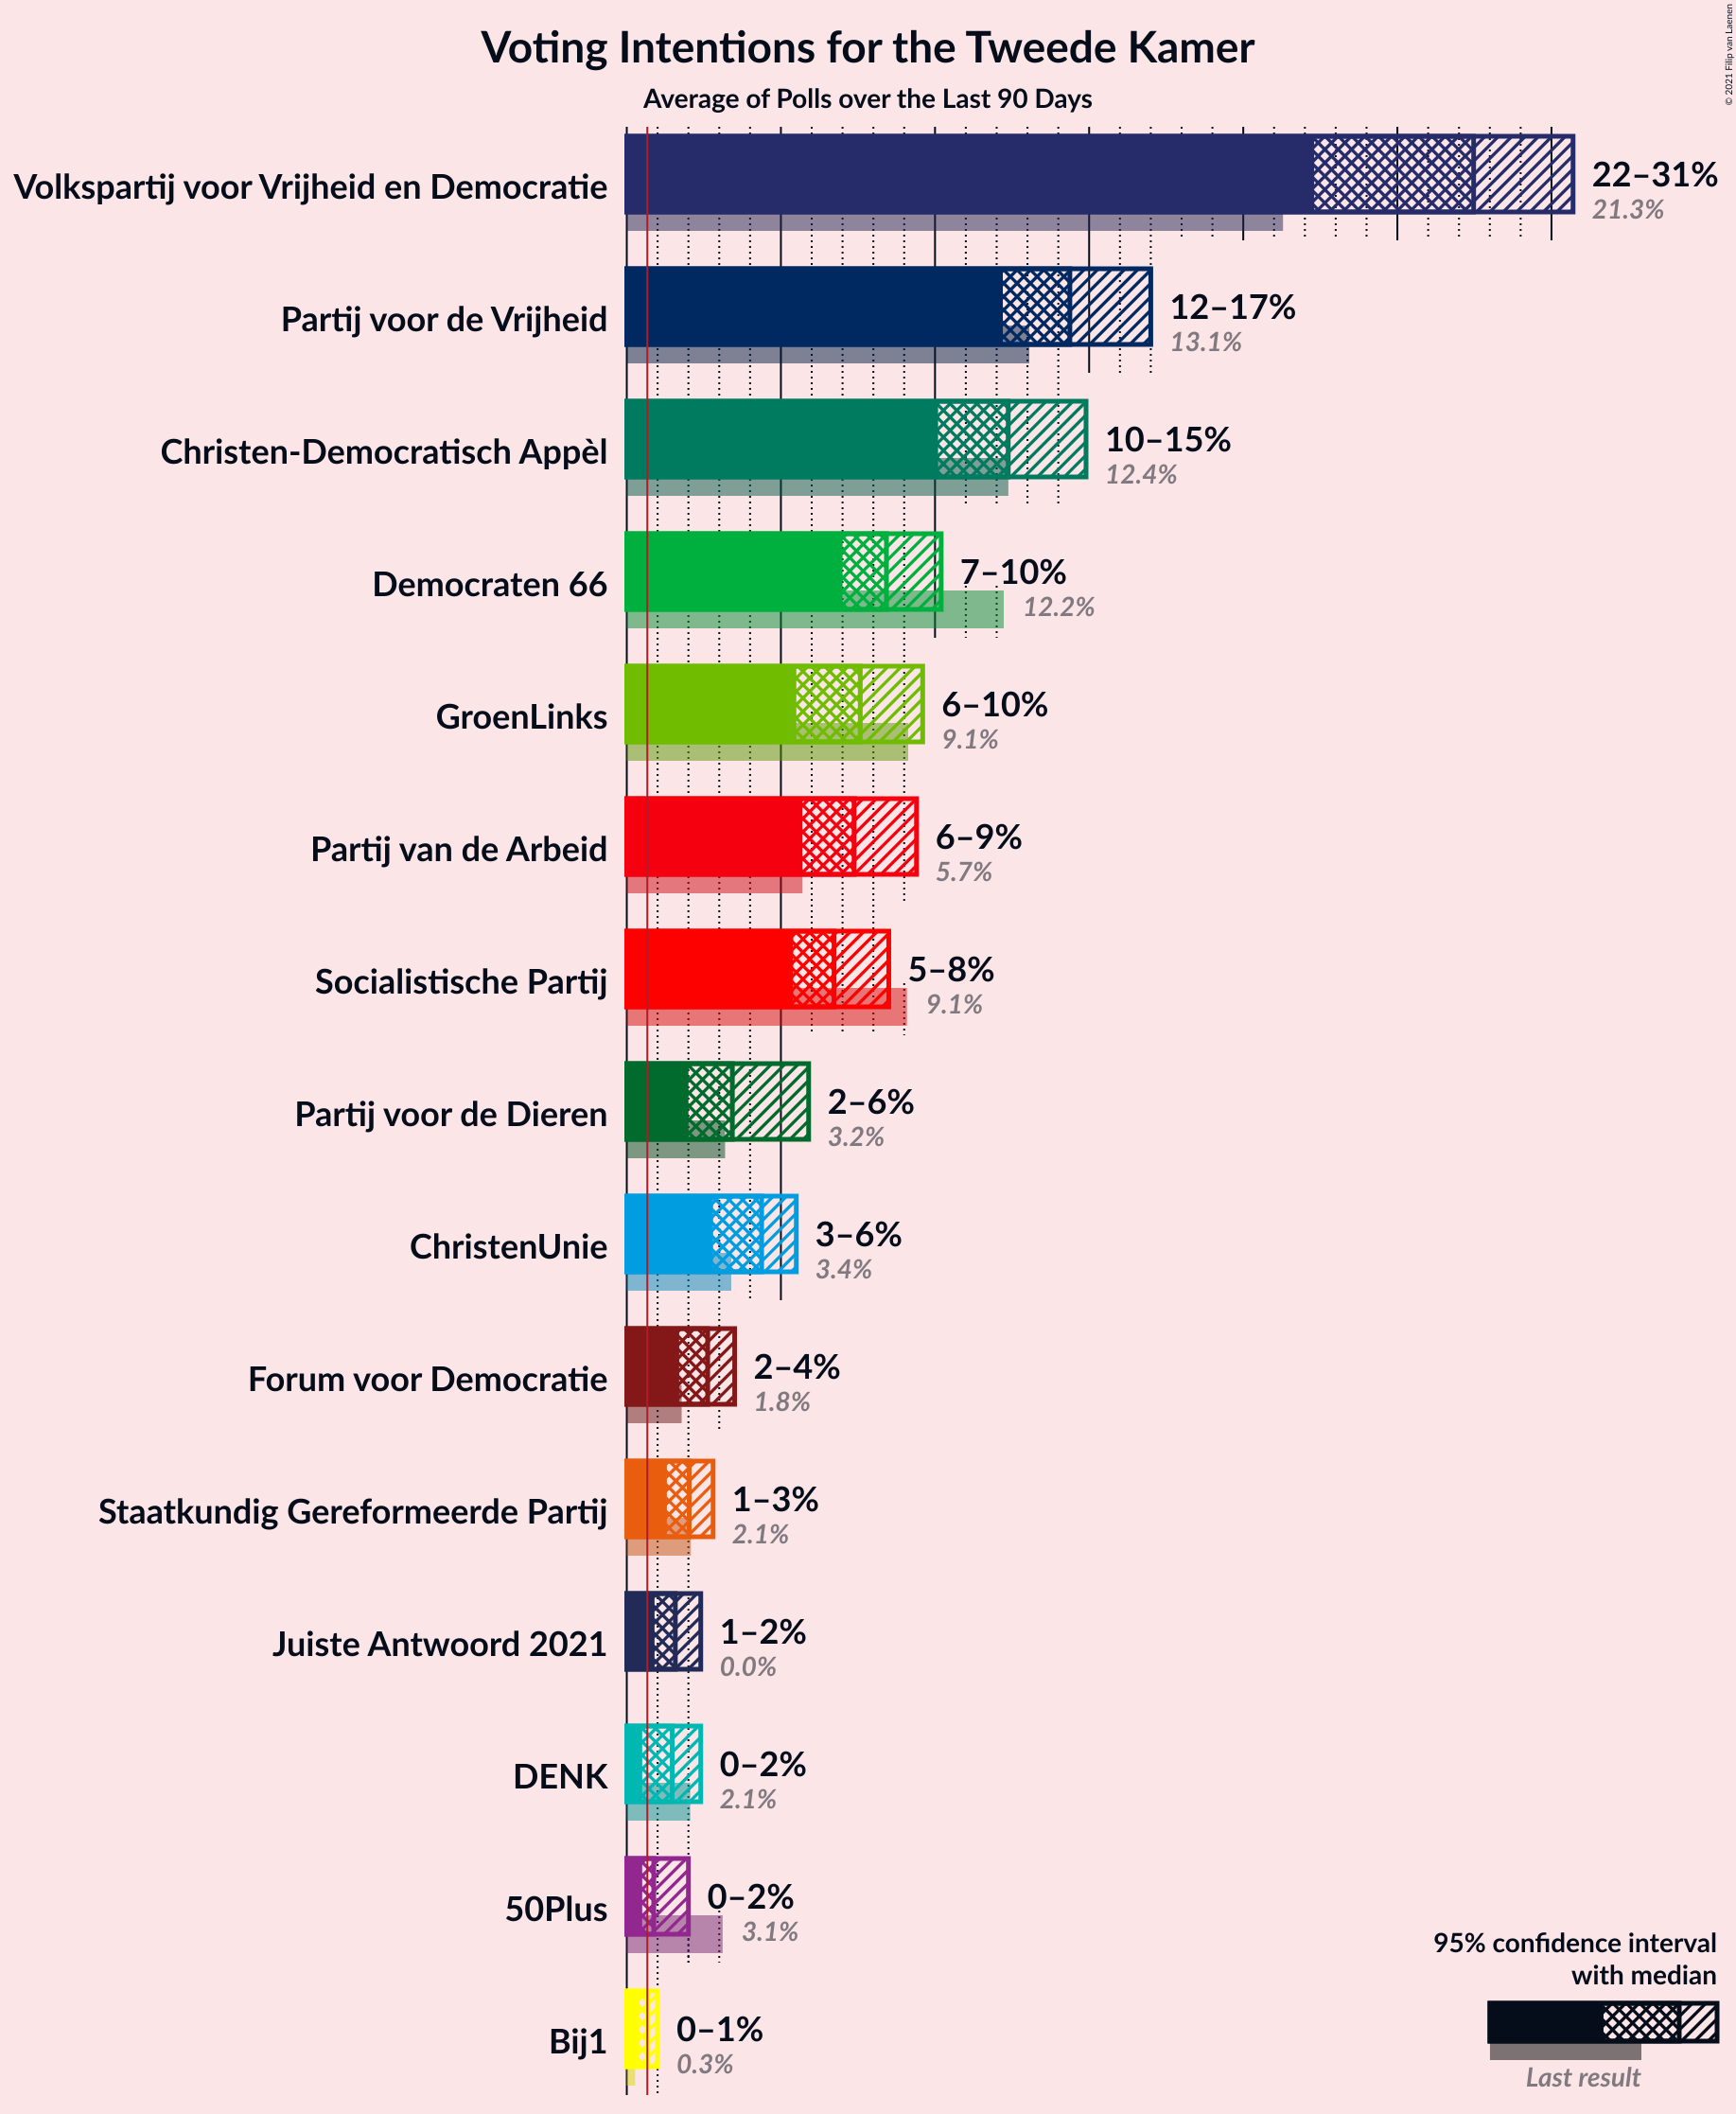 Voting Intentions for the Tweede Kamer
Average of Polls over the Last 90 Days
© 2021 Filip van Laenen
Volkspartij voor Vrijheid en Democratie
22–31%
21.3%
Partij voor de Vrijheid
12–17%
13.1%
Christen-Democratisch Appèl
10–15%
12.4%
Democraten 66
7–10%
12.2%
GroenLinks
6–10%
9.1%
Partij van de Arbeid
6–9%
5.7%
Socialistische Partij
5–8%
9.1%
Partij voor de Dieren
2–6%
3.2%
ChristenUnie
3–6%
3.4%
Forum voor Democratie
2–4%
1.8%
Staatkundig Gereformeerde Partij
1–3%
2.1%
Juiste Antwoord 2021
1–2%
0.0%
DENK
0–2%
2.1%
50Plus
0–2%
3.1%
Bij1
0–1%
0.3%
95% confidence interval
with median
Last result